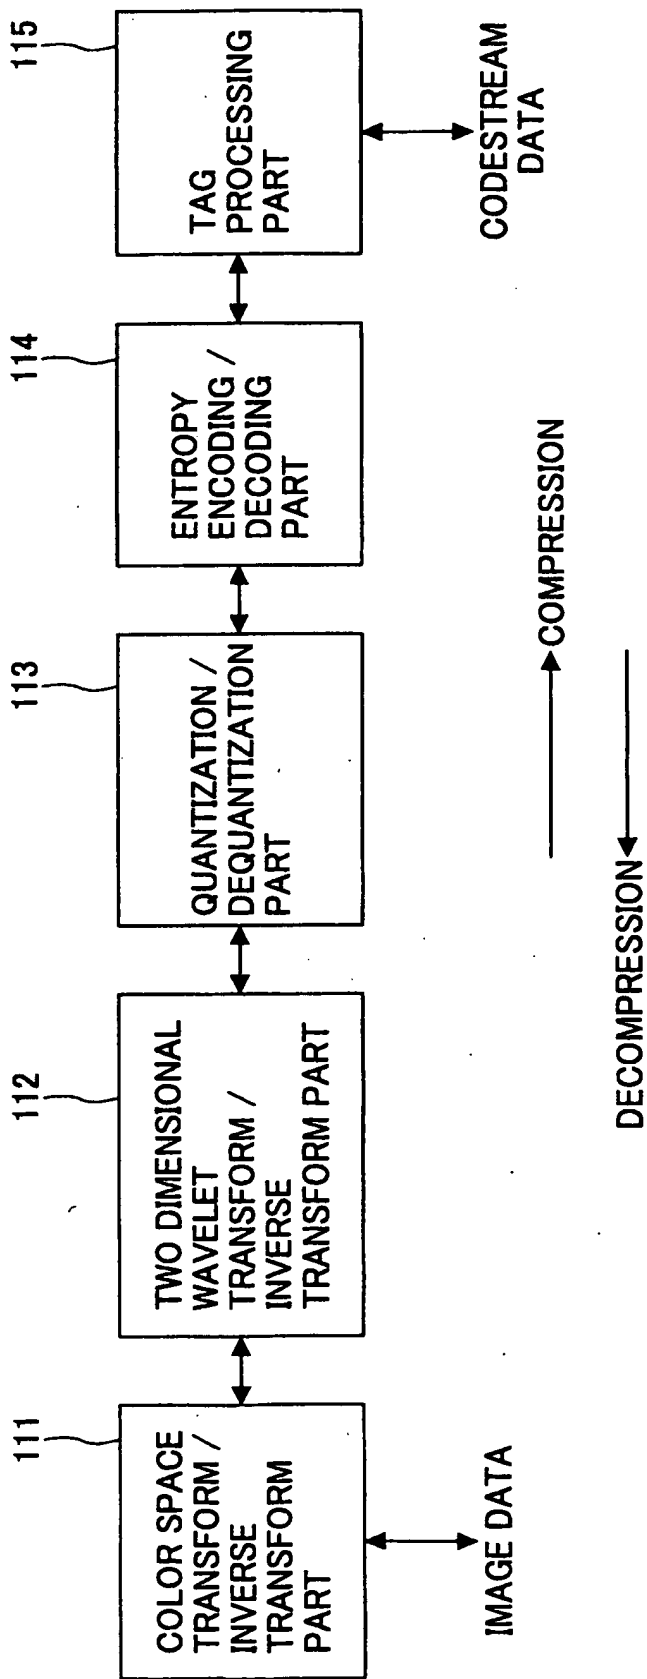 111
COLOR SPACE
TRANSFORM /
INVERSE
TRANSFORM
PART
112
TWO DIMENSIONAL
WAVELET
TRANSFORM /
INVERSE
TRANSFORM PART
113
QUANTIZATION /
DEQUANTIZATION
PART
114
ENTROPY
ENCODING /
DECODING
PART
115
TAG
PROCESSING
PART
IMAGE DATA
CODESTREAM
DATA
COMPRESSION
DECOMPRESSION